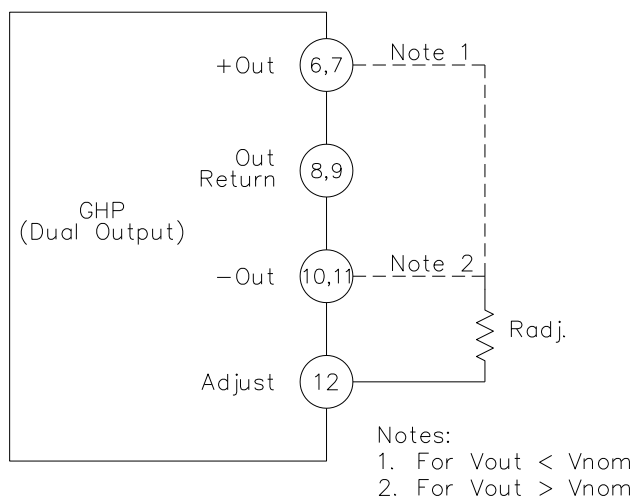 +Out
6,7
Note 1
Out
Return
8,9
GHP
(Dual Output)
-Out
10,11
Note 2
Radj.
Adjust
12
Notes:
1. For Vout < Vnom
2. For Vout > Vnom